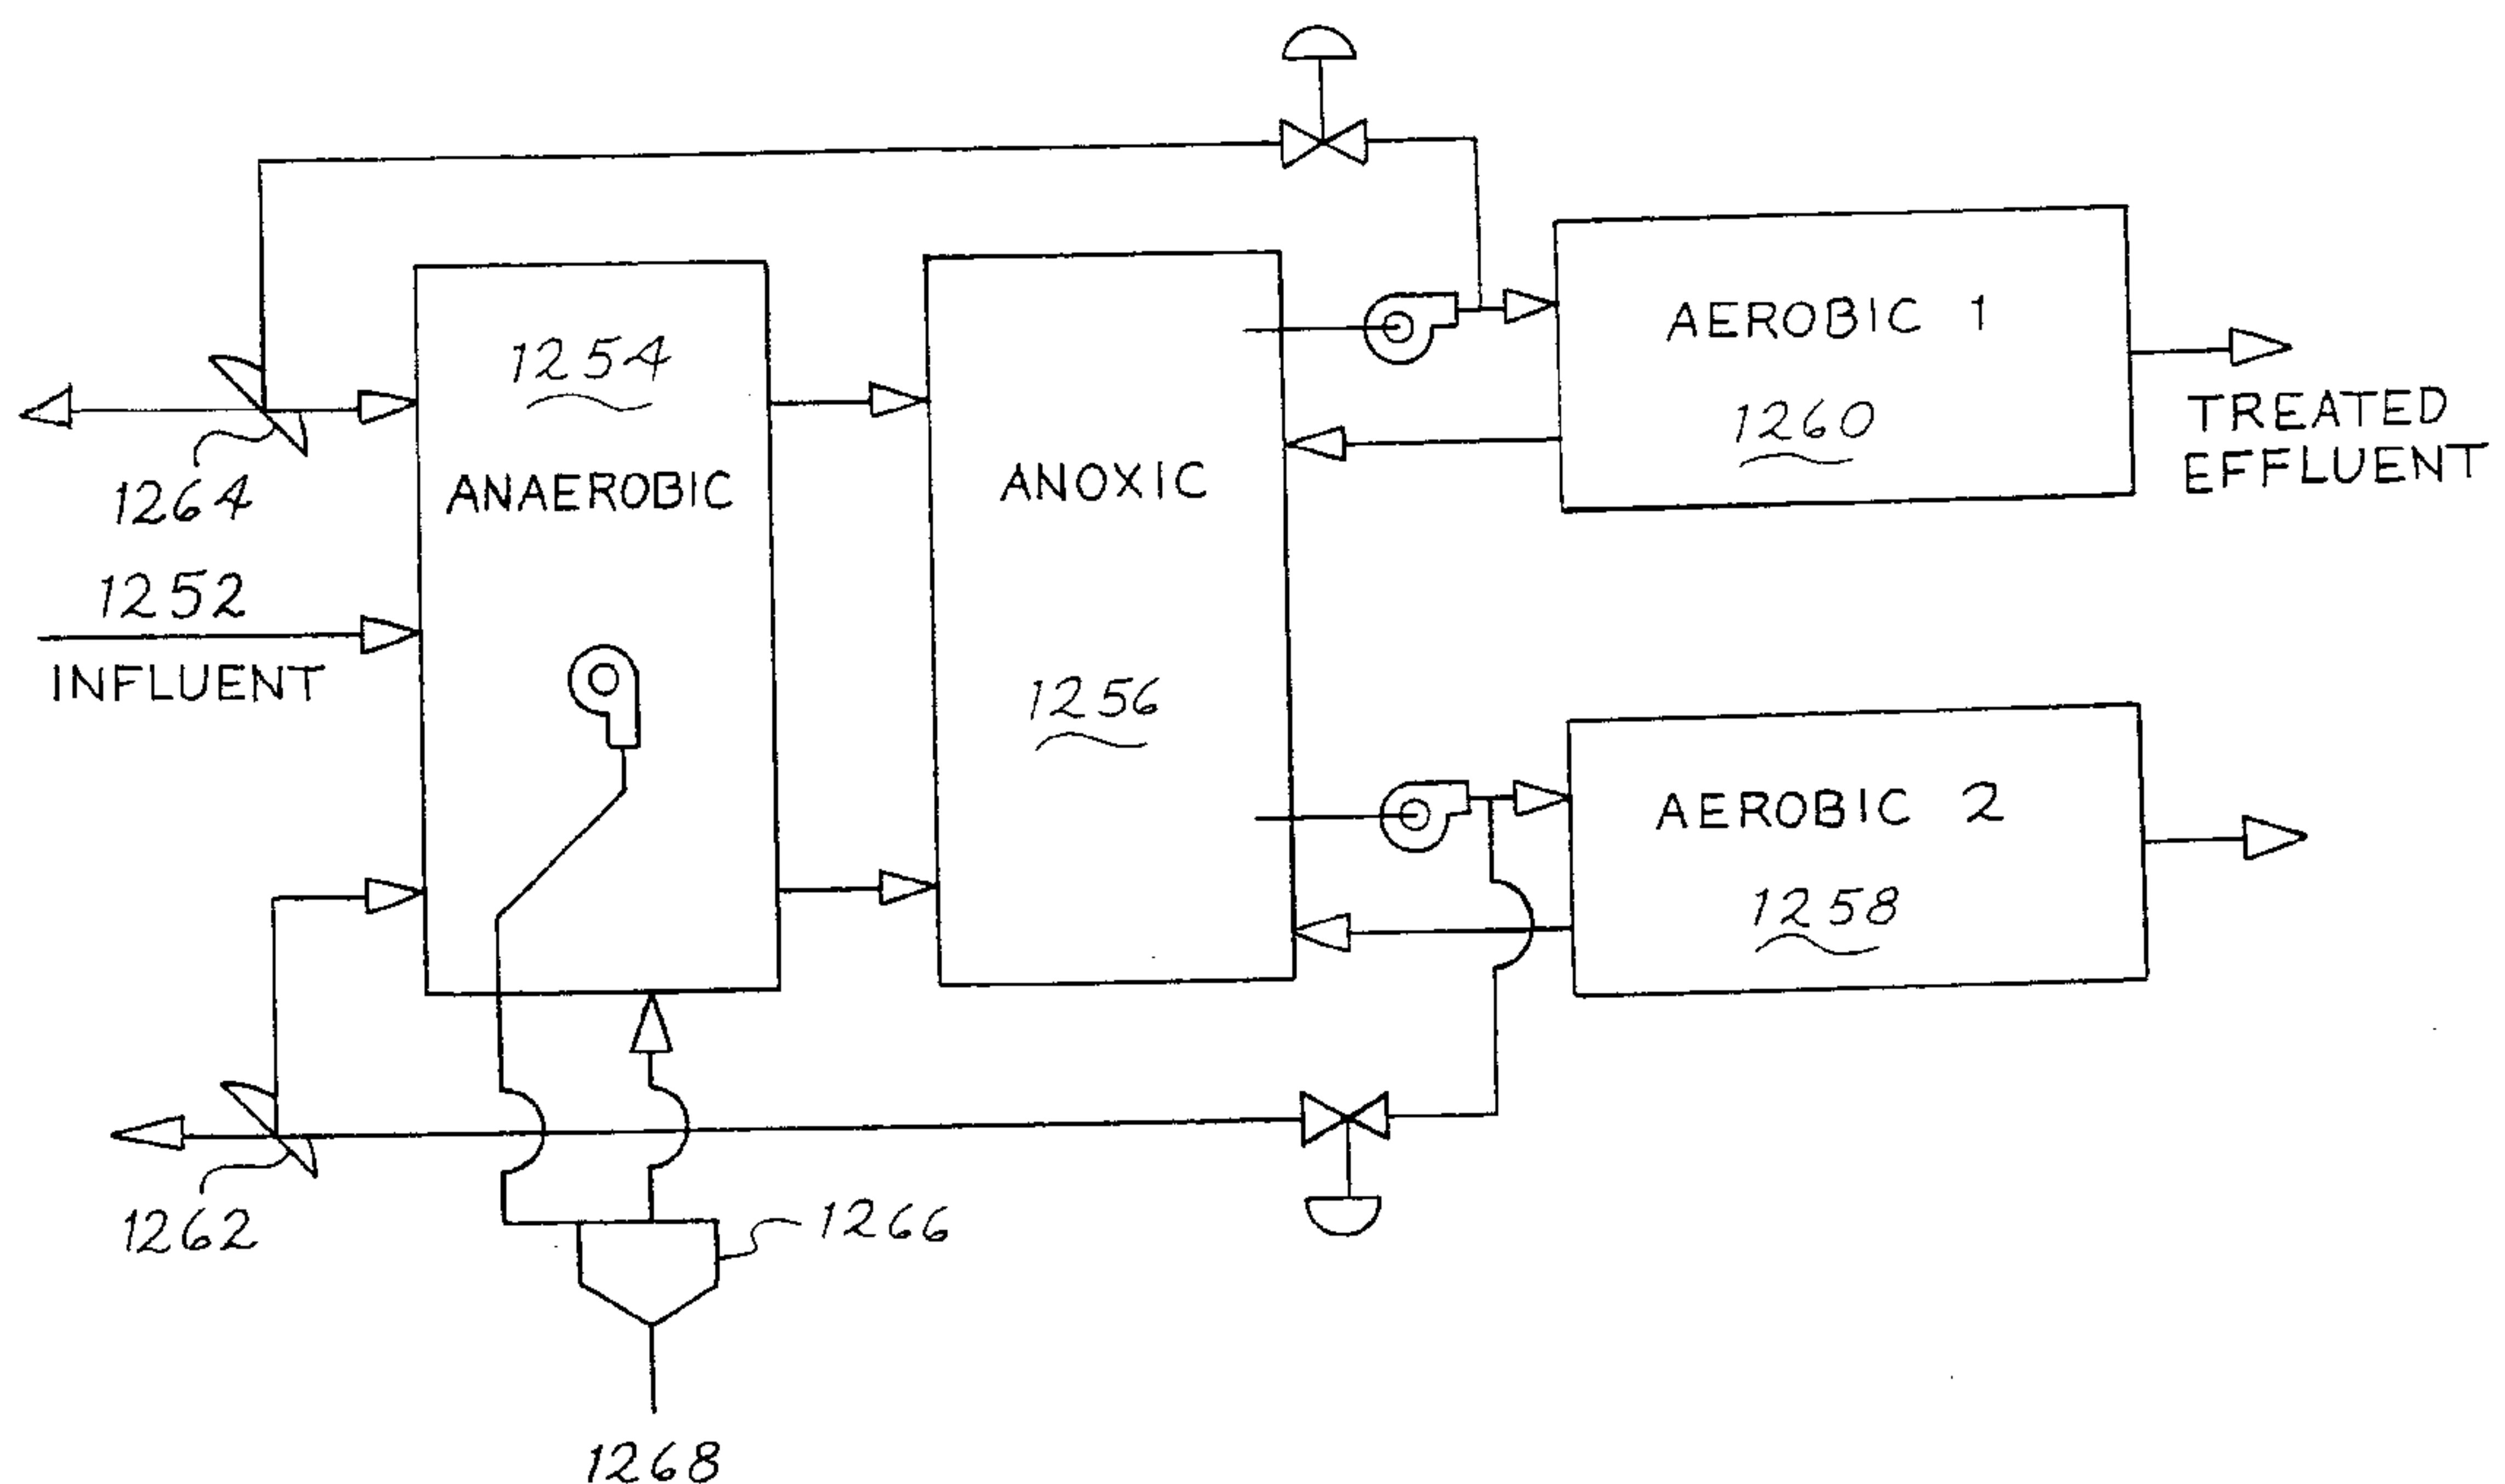 1264
1252
INFLUENT
1254
ANAEROBIC
ANOXIC
1256
AEROBIC 1
1260
TREATED
EFFLUENT
AEROBIC 2
1258
1262
1266
1268